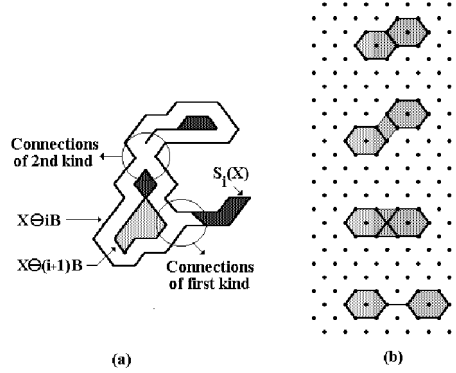 Connections
of 2nd kind
S_i(X)
X⊖iB
X⊖(i+1)B
Connections
of first kind
(a)
(b)